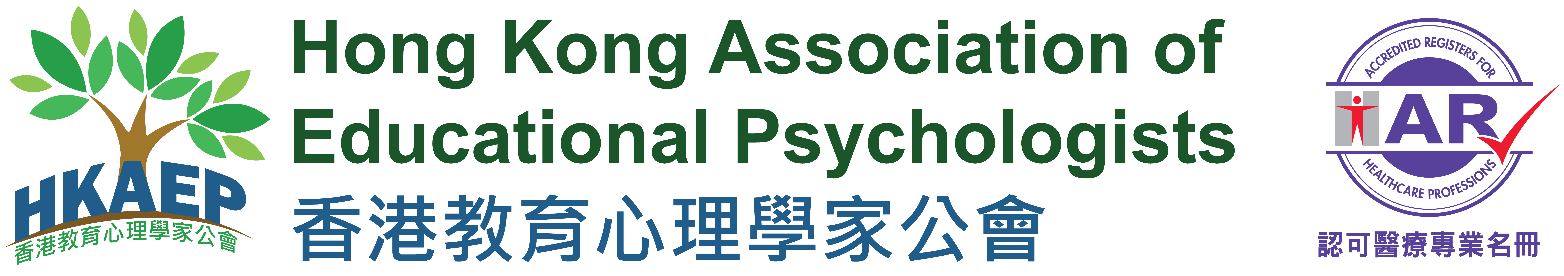 HKAEP
香港教育心理學家公會
Hong Kong Association of
Educational Psychologists
香港教育心理學家公會
ACCREDITED REGISTERS FOR
AR
HEALTHCARE PROFESSIONS
認可醫療專業名冊